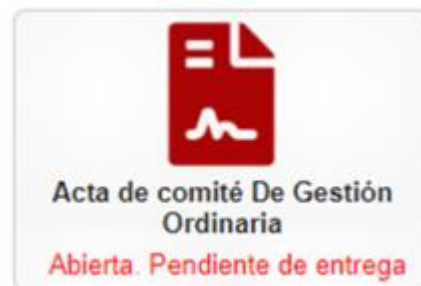 Acta de comité De Gestión
Ordinaria
Abierta. Pendiente de entrega